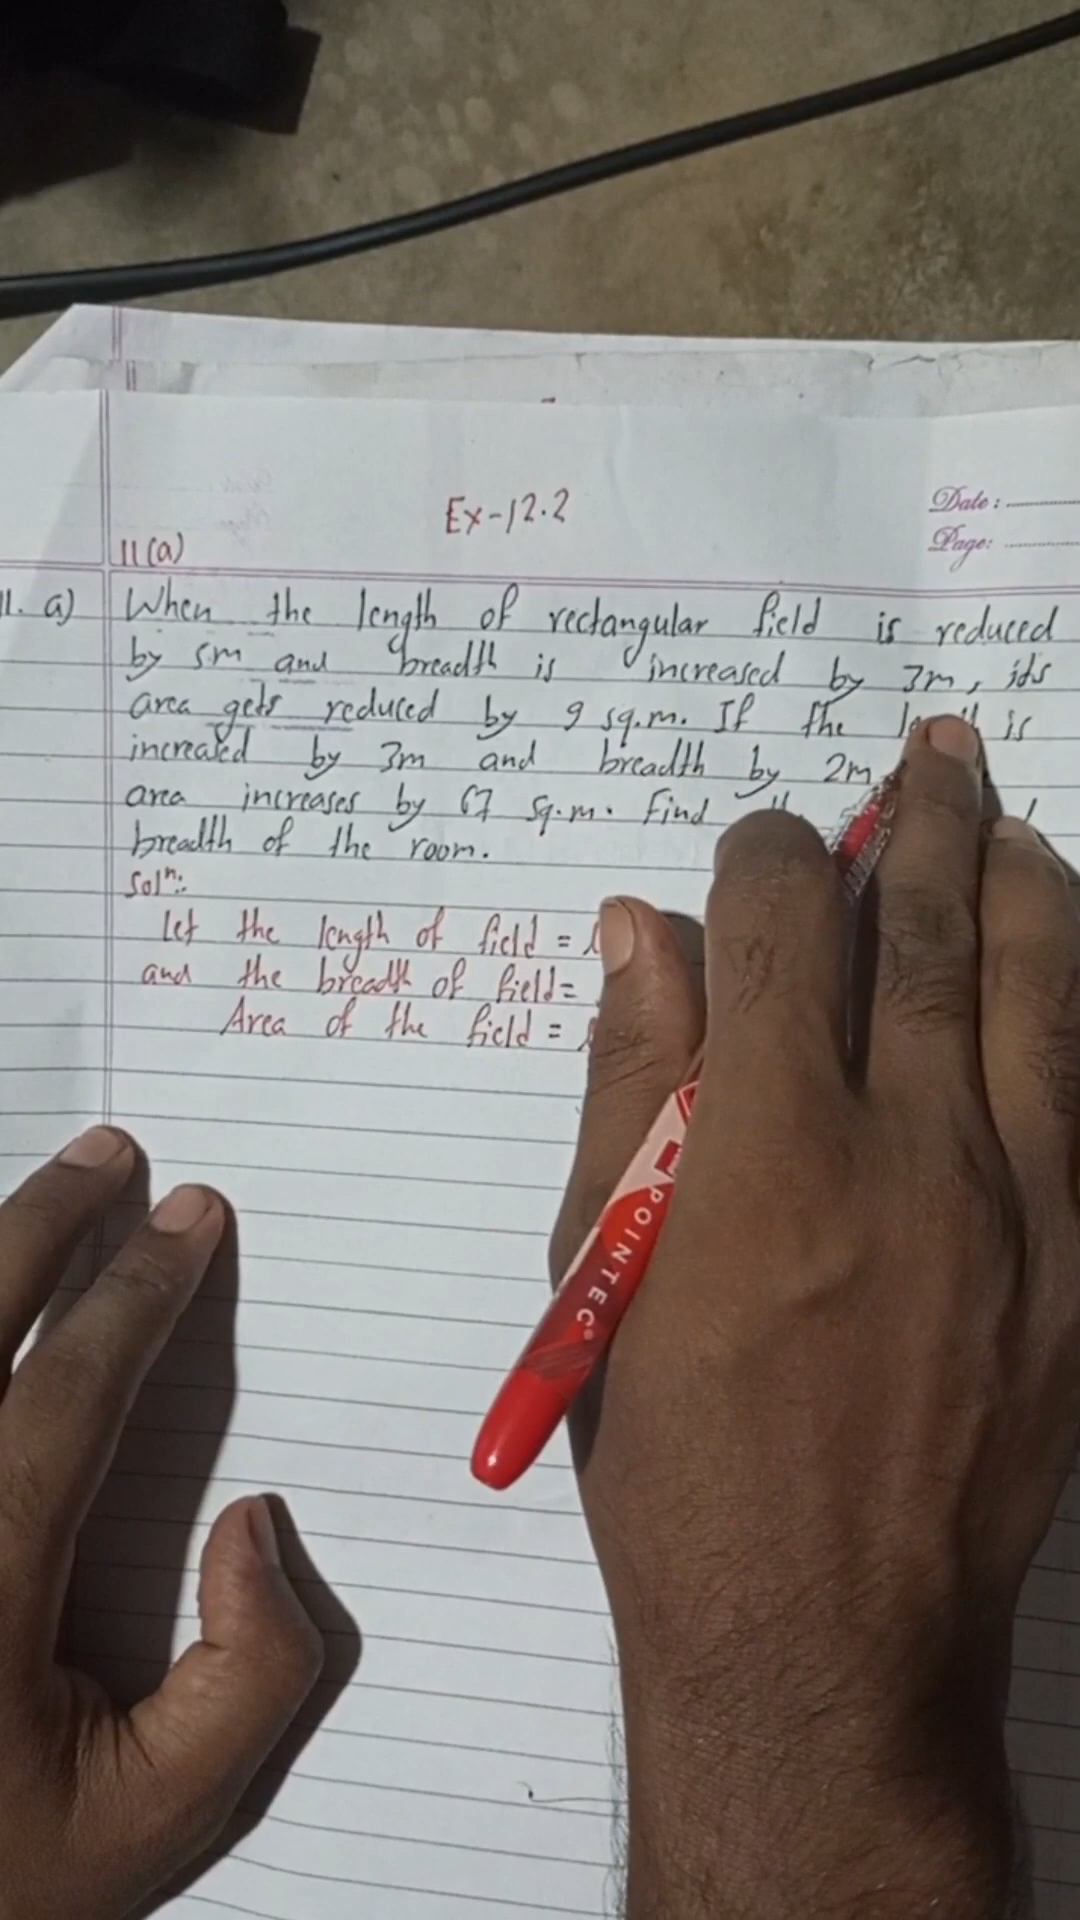 Ex-12.2
Date:
Page:
11(a)
11. a) When the length of rectangular field is reduced
by 5m and breadth is increased by 3m, its
area gets reduced by 9 sq.m. If the is
increased by 3m and breadth by 2m
area increases by 67 sq.m. Find
breadth of the room.
Solⁿ:
Let the length of field = l
and the breadth of field =
Area of the field =
POINTEC®